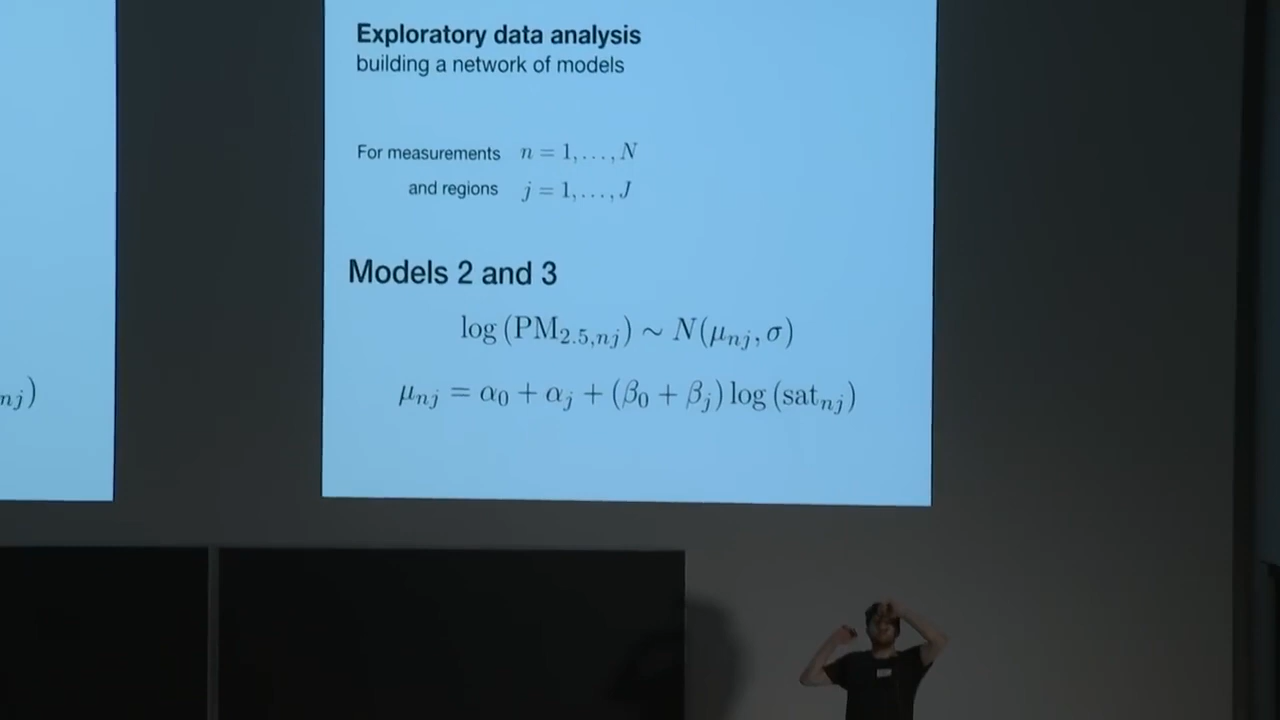 Exploratory data analysis
building a network of models
For measurements n = 1, . . . , N
and regions j = 1, . . . , J
Models 2 and 3
log (PM₂.₅,ₙⱼ) ∼ N(μₙⱼ, σ)
μₙⱼ = α₀ + αⱼ + (β₀ + βⱼ) log (satₙⱼ)
ₙⱼ)